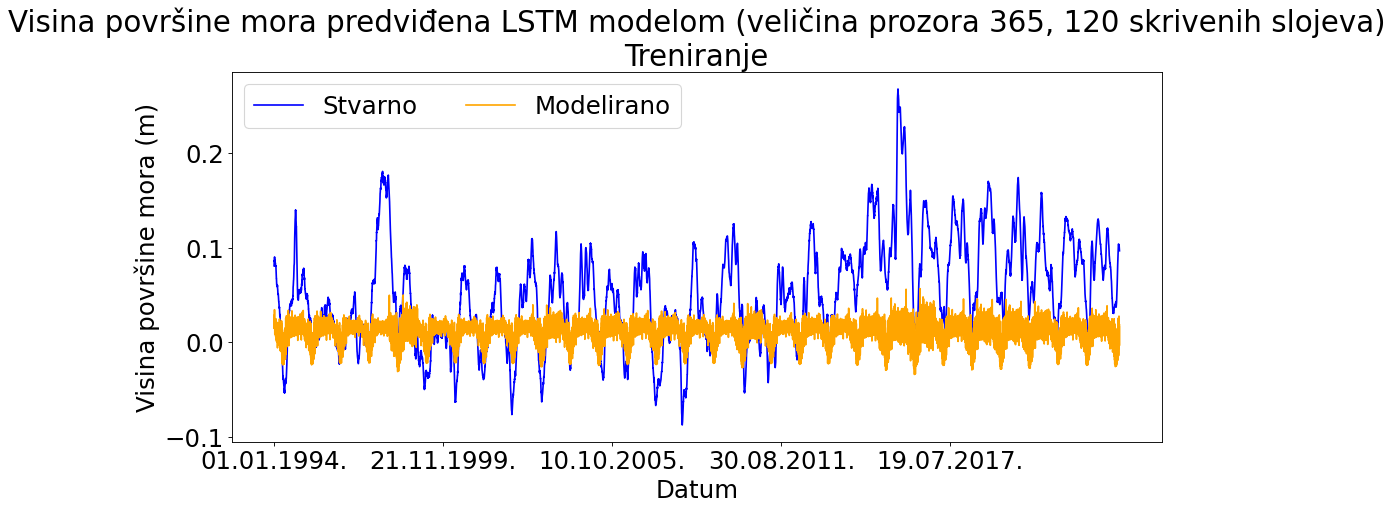 Visina površine mora predviđena LSTM modelom (veličina prozora 365, 120 skrivenih slojeva)
Treniranje
Stvarno Modelirano
Visina površine mora (m)
0.2
0.1
0.0
−0.1
01.01.1994. 21.11.1999. 10.10.2005. 30.08.2011. 19.07.2017.
Datum